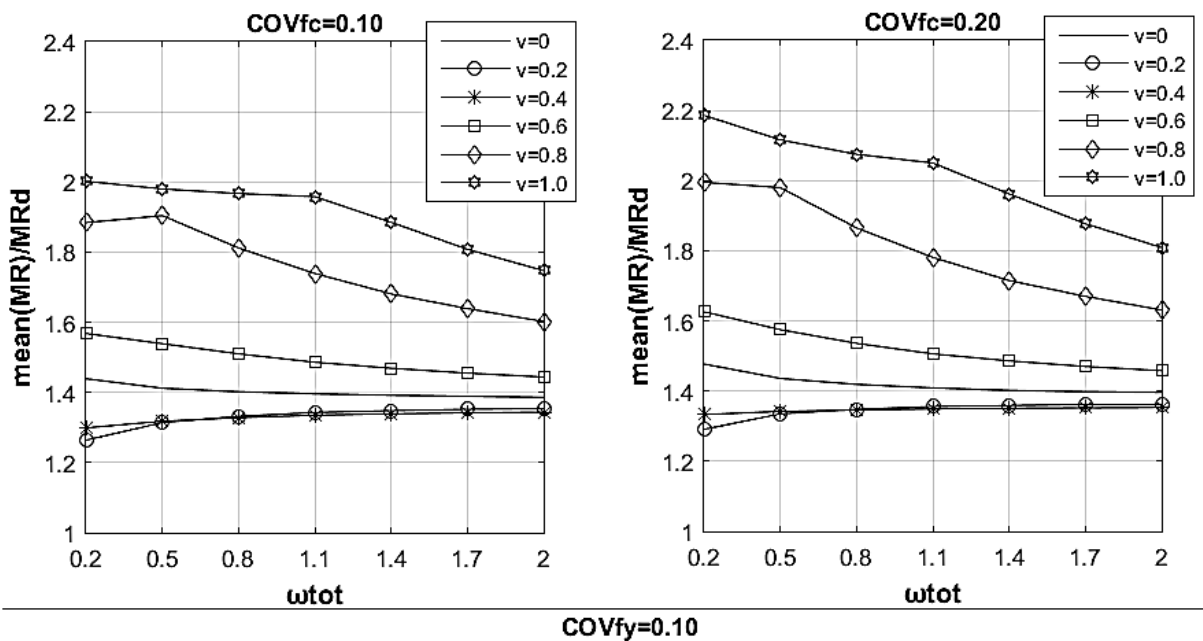 COVfc=0.10
v=0
v=0.2
v=0.4
v=0.6
v=0.8
v=1.0
2.4
2.2
2
1.8
1.6
1.4
1.2
1
mean(MR)/MRd
0.2 0.5 0.8 1.1 1.4 1.7 2
ωtot
COVfc=0.20
v=0
v=0.2
v=0.4
v=0.6
v=0.8
v=1.0
2.4
2.2
2
1.8
1.6
1.4
1.2
1
mean(MR)/MRd
0.2 0.5 0.8 1.1 1.4 1.7 2
ωtot
COVfy=0.10